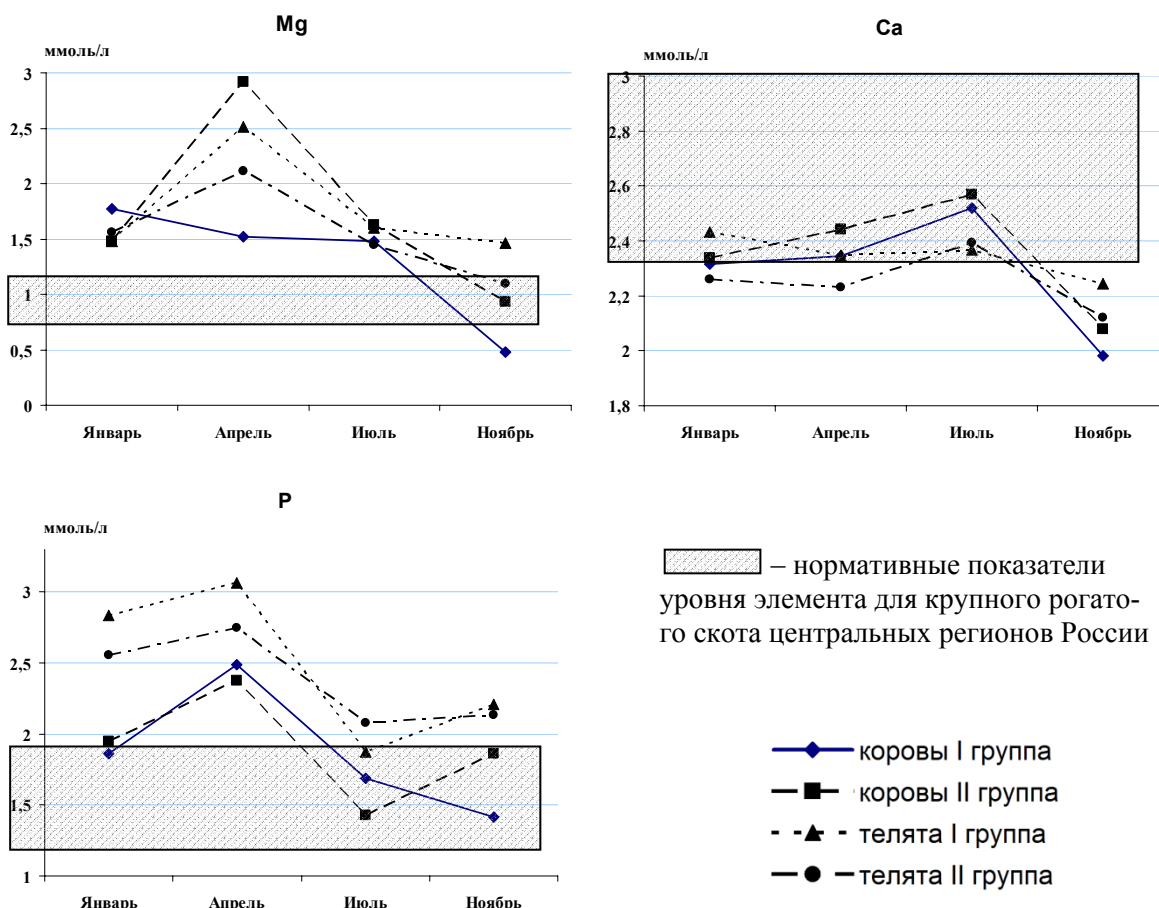 Mg
ммоль/л
3
2,5
2
1,5
1
0,5
0
Январь Апрель Июль Ноябрь
Ca
ммоль/л
3
2,8
2,6
2,4
2,2
2
1,8
Январь Апрель Июль Ноябрь
P
ммоль/л
3
2,5
2
1,5
1
Январь Апрель Июль Ноябрь
– нормативные показатели
уровня элемента для крупного рогато-
го скота центральных регионов России
коровы I группа
коровы II группа
телята I группа
телята II группа